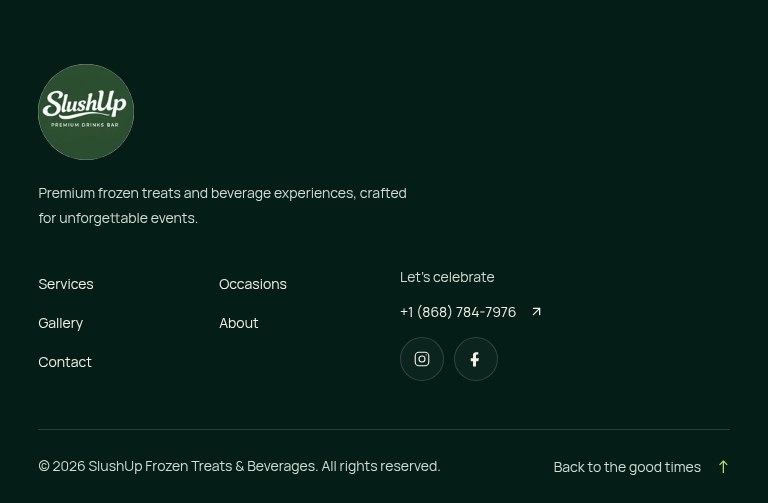 SlushUp
PREMIUM DRINKS BAR
Premium frozen treats and beverage experiences, crafted
for unforgettable events.
Services
Gallery
Contact
Occasions
About
Let's celebrate
+1 (868) 784-7976
© 2026 SlushUp Frozen Treats & Beverages. All rights reserved.
Back to the good times